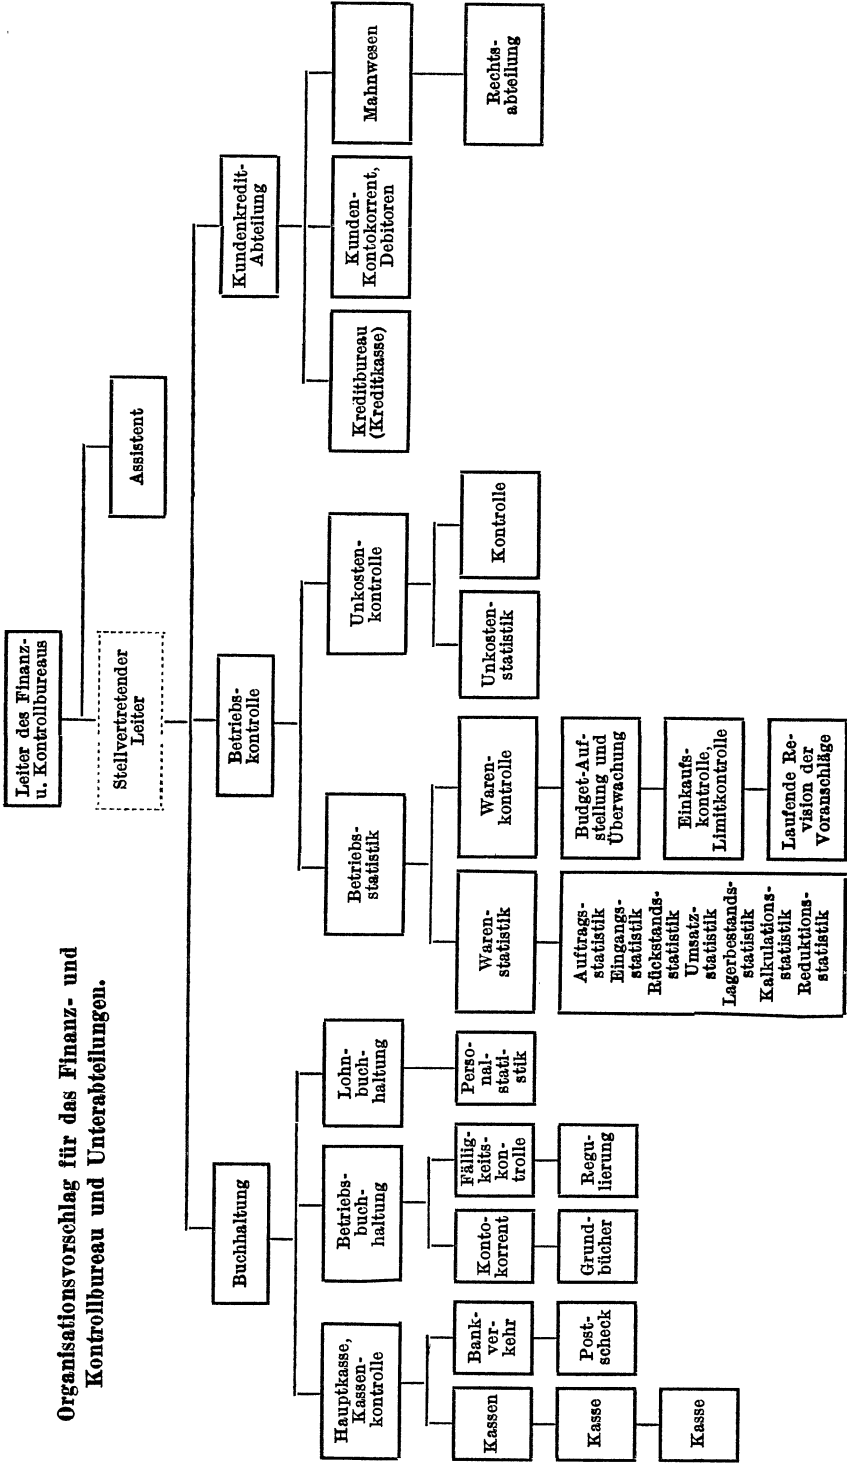 Organisationsvorschlag für das Finanz- und
Kontrollbureau und Unterabteilungen.
Leiter des Finanz-
u. Kontrollbureaus
Stellvertretender
Leiter
Assistent
Buchhaltung
Betriebs-
kontrolle
Kundenkredit-
Abteilung
Hauptkasse,
Kassen-
kontrolle
Betriebs-
buch-
haltung
Lohn-
buch-
haltung
Betriebs-
statistik
Unkosten-
kontrolle
Kreditbureau
(Kreditkasse)
Kunden-
Kontokorrent,
Debitoren
Mahnwesen
Kassen
Bank-
ver-
kehr
Konto-
korrent
Fällig-
keits-
kon-
trolle
Perso-
nal-
stati-
stik
Waren-
statistik
Waren-
kontrolle
Unkosten-
statistik
Kontrolle
Rechts-
abteilung
Kasse
Post-
scheck
Grund-
bücher
Regu-
lierung
Auftrags-
statistik
Eingangs-
statistik
Rückstands-
statistik
Umsatz-
statistik
Lagerbestands-
statistik
Kalkulations-
statistik
Reduktions-
statistik
Budget-Auf-
stellung und
Überwachung
Kasse
Einkaufs-
kontrolle,
Limitkontrolle
Laufende Re-
vision der
Voranschläge